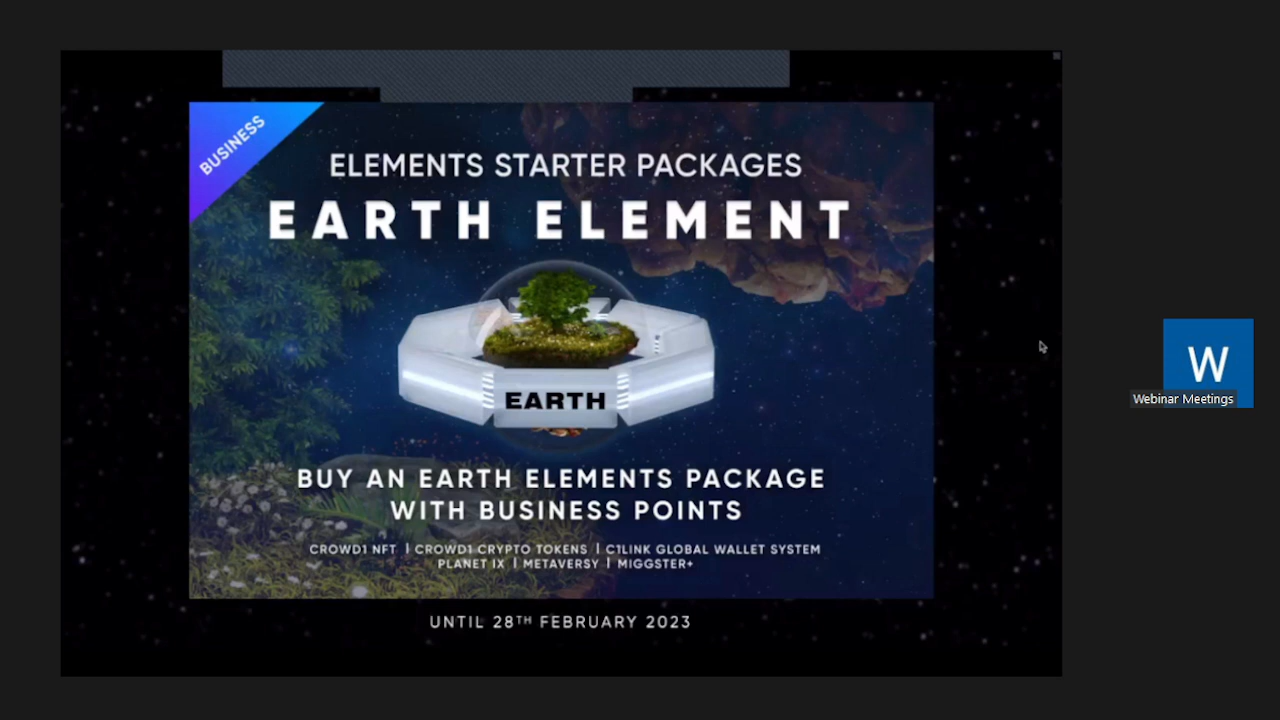 BUSINESS
ELEMENTS STARTER PACKAGES
EARTH ELEMENT
EARTH
BUY AN EARTH ELEMENTS PACKAGE
WITH BUSINESS POINTS
CROWD1 NFT | CROWD1 CRYPTO TOKENS | C1LINK GLOBAL WALLET SYSTEM
PLANET IX | METAVERSY | MIGGSTER+
UNTIL 28TH FEBRUARY 2023
W
Webinar Meetings